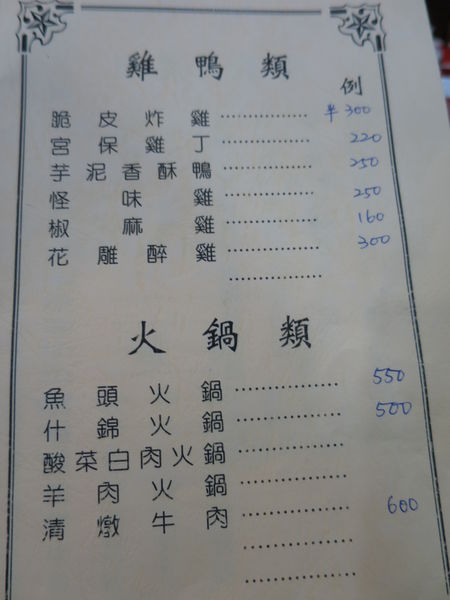 雞鴨類
例
脆皮炸雞 ................ 半300
宮保雞丁 ................ 220
芋泥香酥鴨 ................ 250
怪味雞 ................ 250
椒麻雞 ................ 160
花雕醉雞 ................ 300
火鍋類
魚頭火鍋 ................ 550
什錦火鍋 ................ 500
酸菜白肉火鍋 ................
羊肉火鍋 ................
清燉牛肉 ................ 600